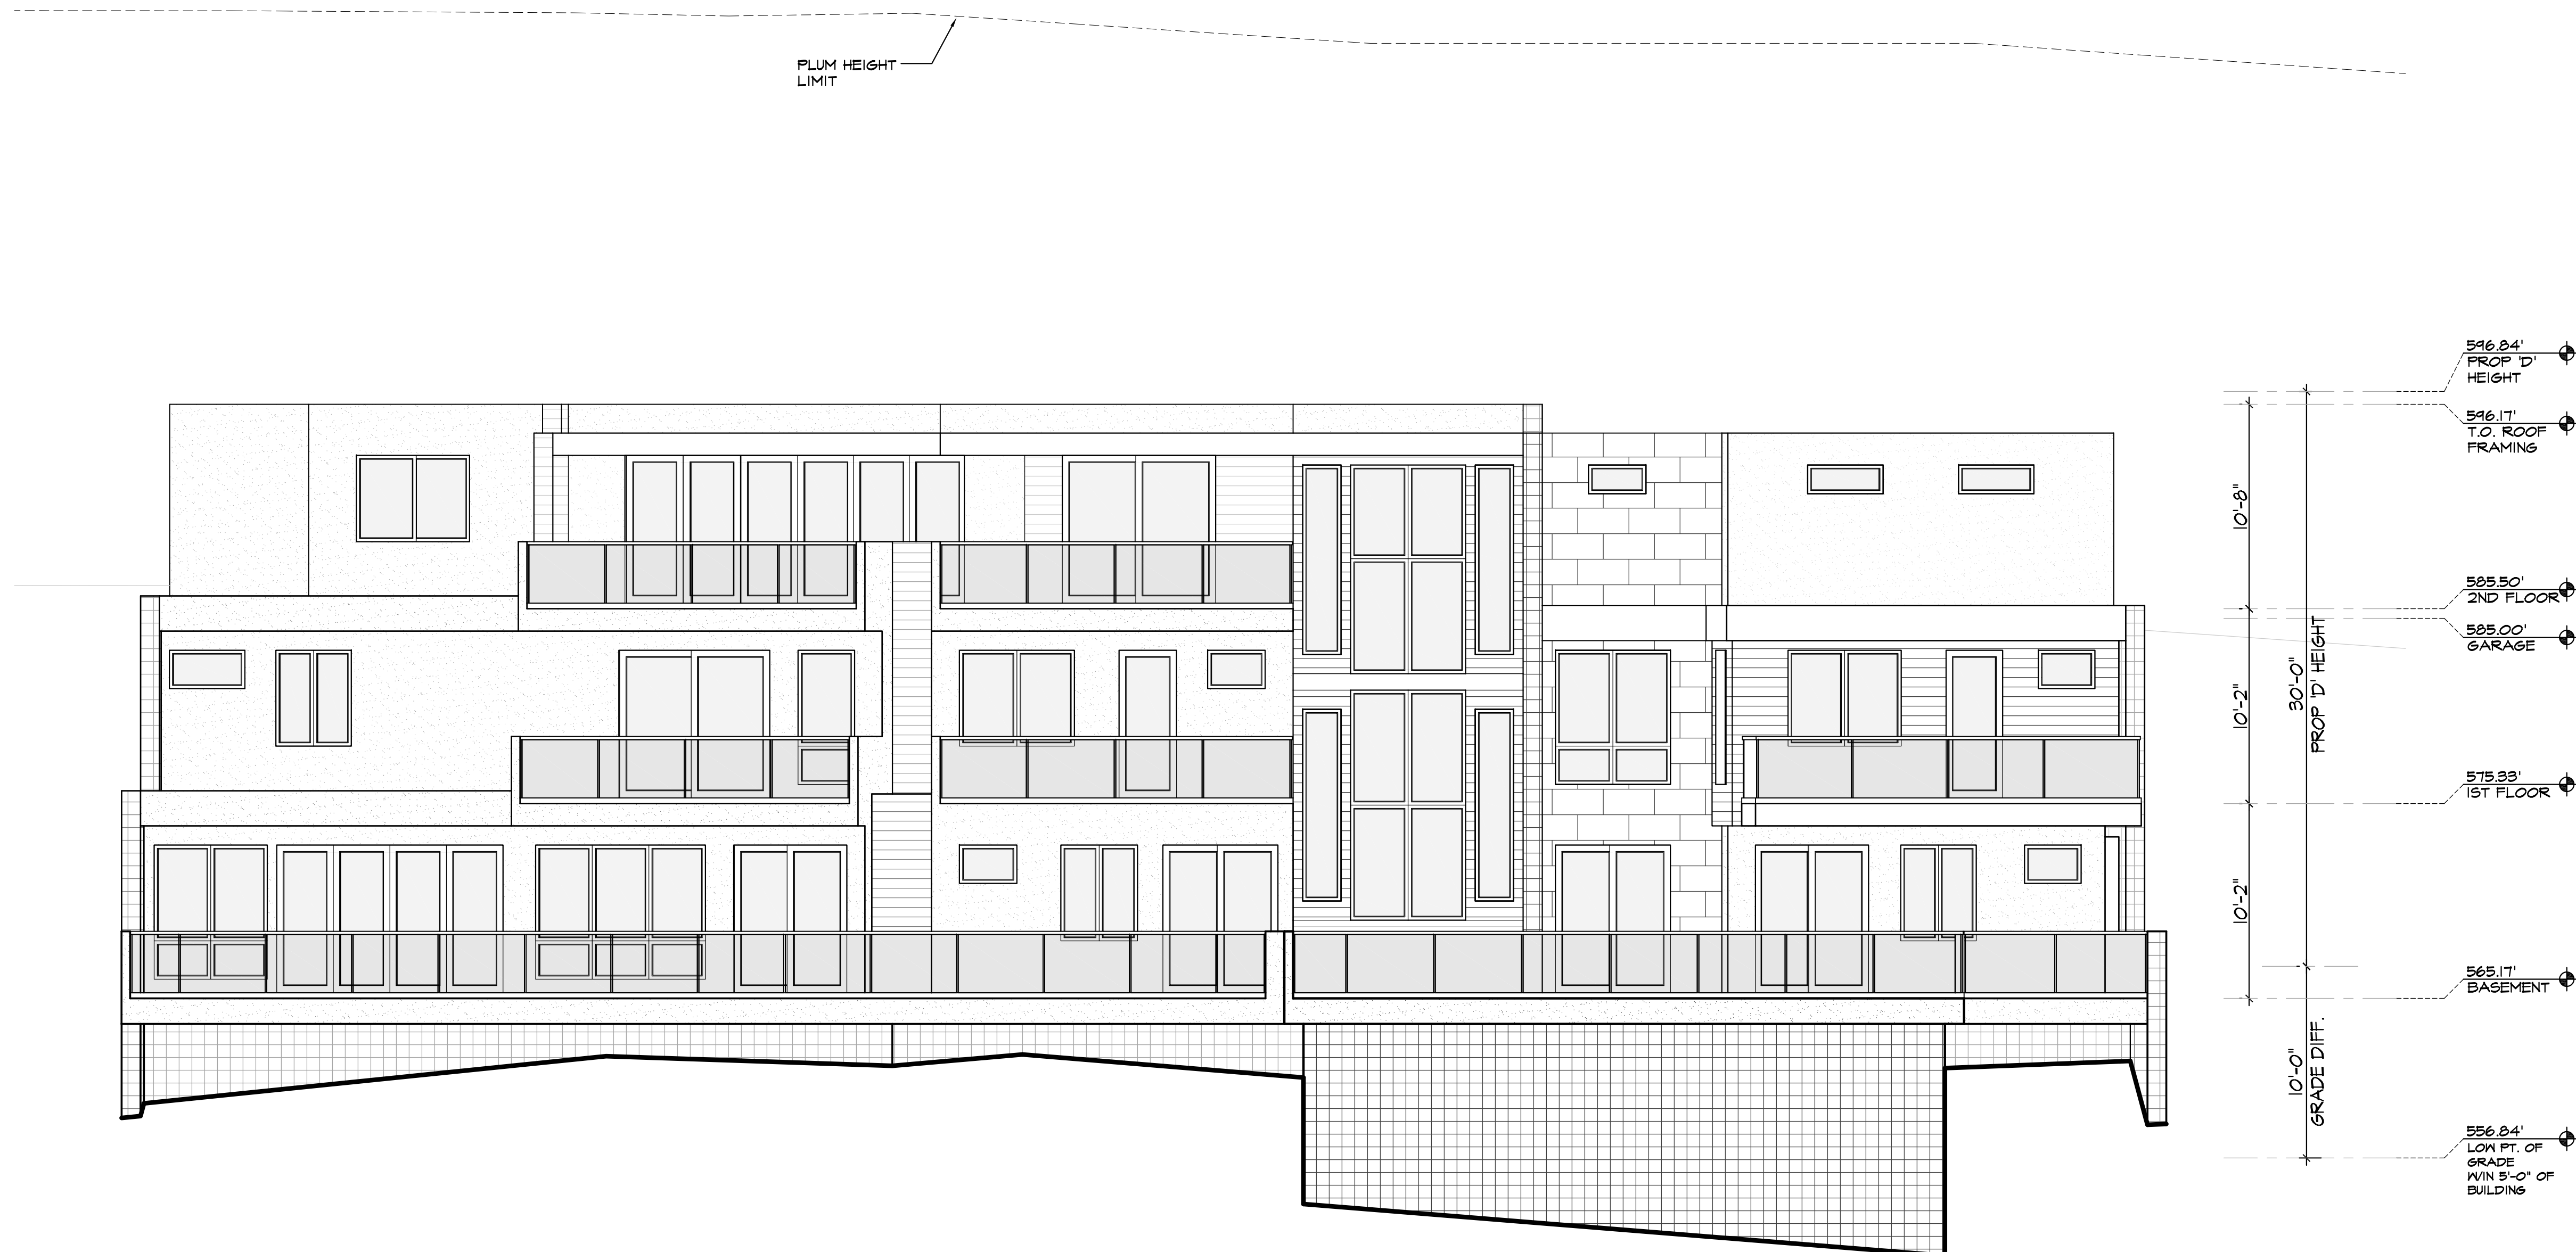 PLUM HEIGHT
LIMIT
596.84'
PROP 'D'
HEIGHT
596.17'
T.O. ROOF
FRAMING
10'-8"
585.50'
2ND FLOOR
585.00'
GARAGE
10'-2"
30'-0"
PROP 'D' HEIGHT
575.33'
1ST FLOOR
10'-2"
565.17'
BASEMENT
10'-0"
GRADE DIFF.
556.84'
LOW PT. OF
GRADE
W/IN 5'-0" OF
BUILDING